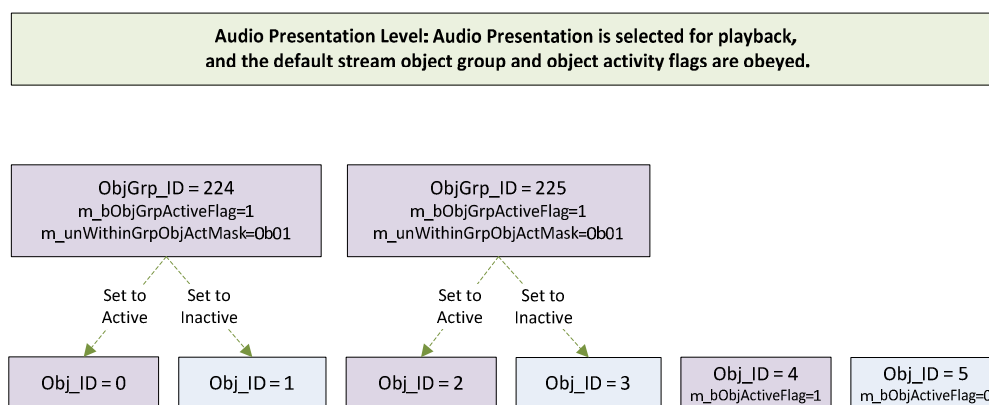 Audio Presentation Level: Audio Presentation is selected for playback,
and the default stream object group and object activity flags are obeyed.
ObjGrp_ID = 224
m_bObjGrpActiveFlag=1
m_unWithinGrpObjActMask=0b01
ObjGrp_ID = 225
m_bObjGrpActiveFlag=1
m_unWithinGrpObjActMask=0b01
Set to
Active
Set to
Inactive
Set to
Active
Set to
Inactive
Obj_ID = 0
Obj_ID = 1
Obj_ID = 2
Obj_ID = 3
Obj_ID = 4
m_bObjActiveFlag=1
Obj_ID = 5
m_bObjActiveFlag=0